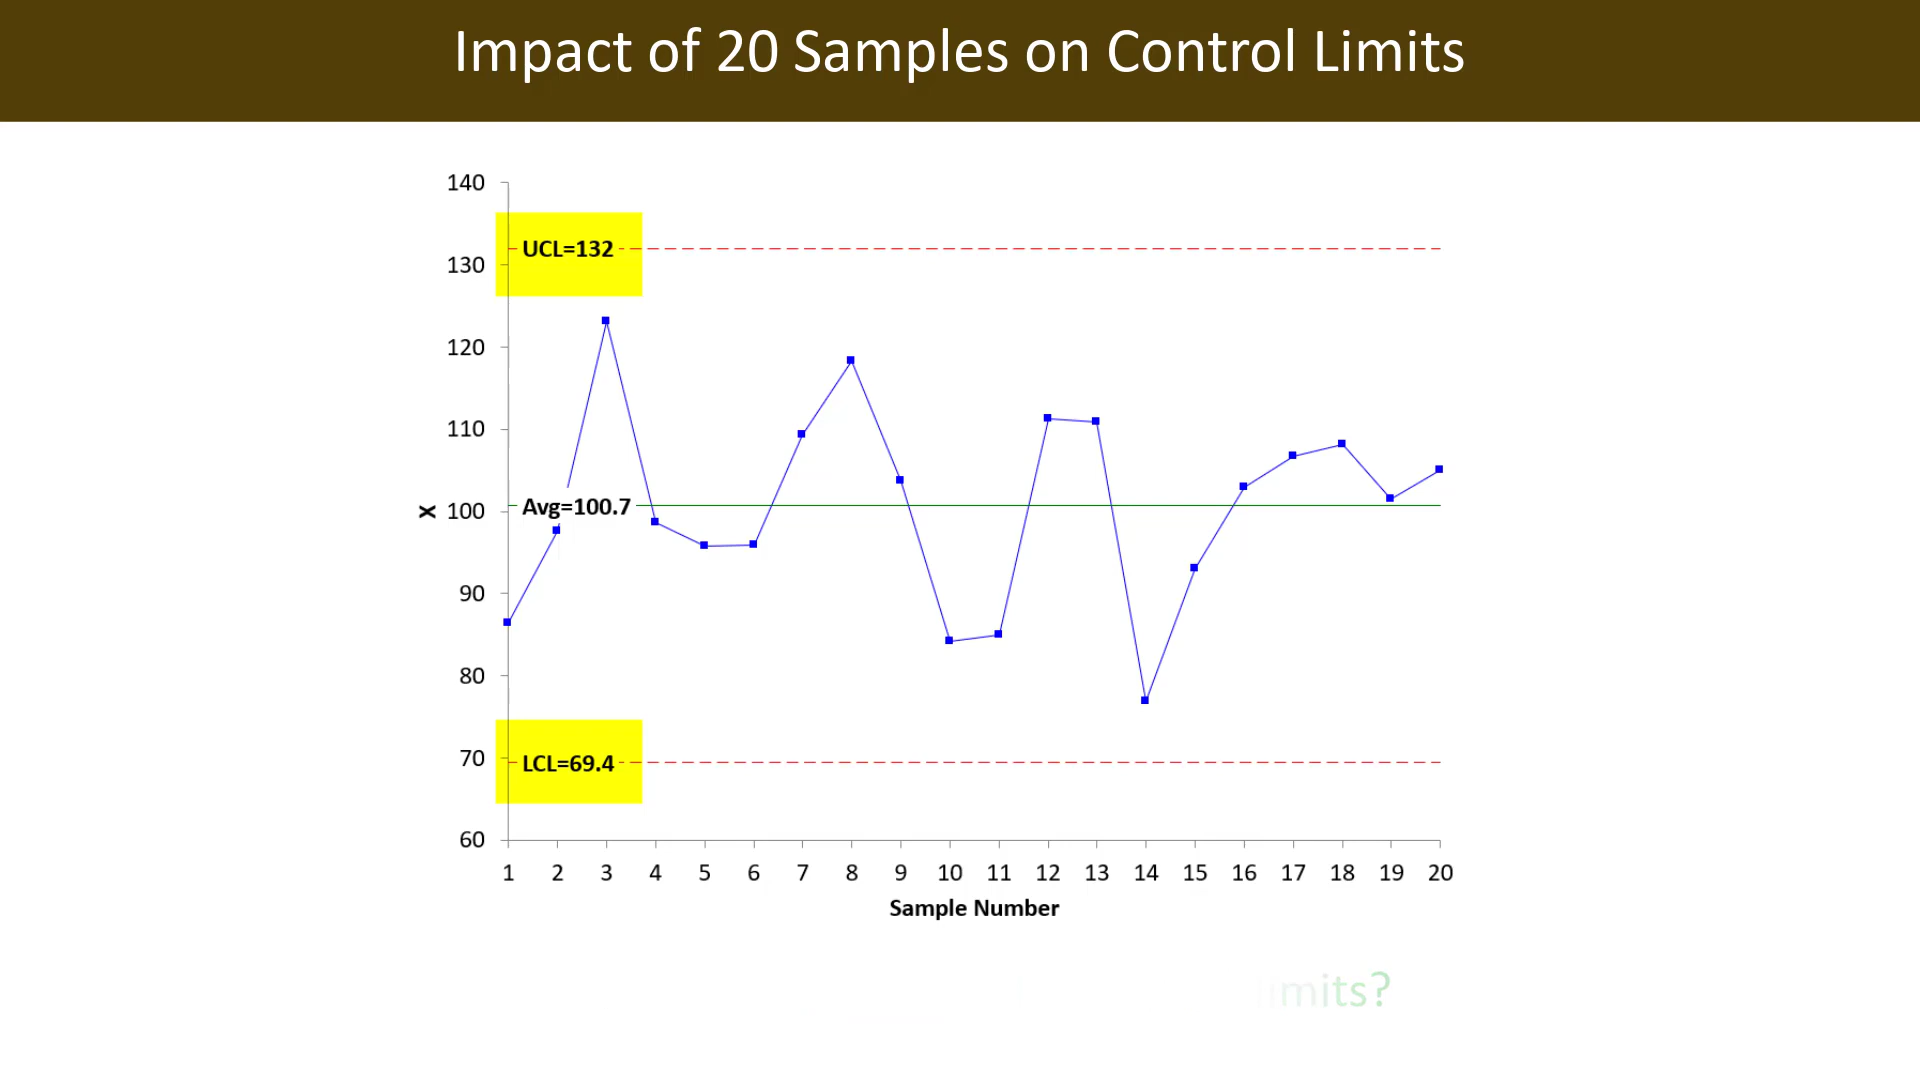 Impact of 20 Samples on Control Limits
140
UCL=132
130
120
110
Avg=100.7
X
100
90
80
70
LCL=69.4
60
1 2 3 4 5 6 7 8 9 10 11 12 13 14 15 16 17 18 19 20
Sample Number